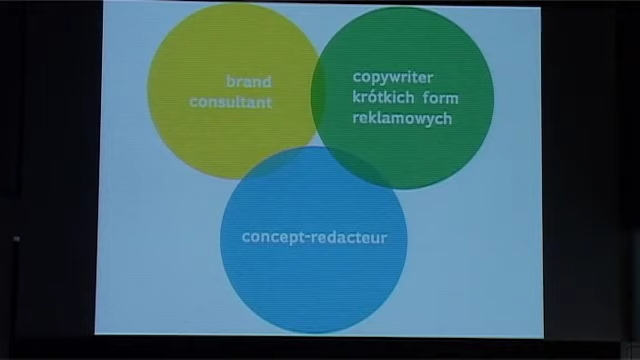 brand
consultant
copywriter
krótkich form
reklamowych
concept-redacteur